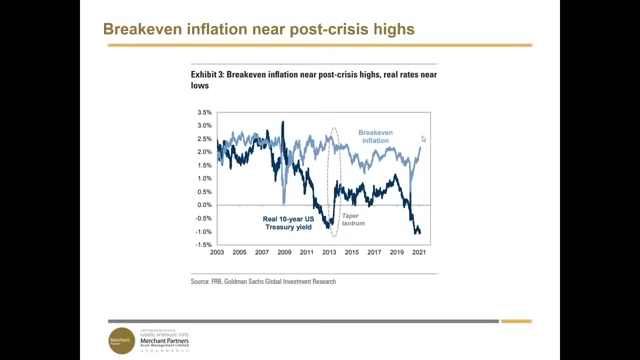 Breakeven inflation near post-crisis highs
Exhibit 3: Breakeven inflation near post-crisis highs, real rates near
lows
3.5%
3.0%
2.5%
2.0%
1.5%
1.0%
0.5%
0.0%
-0.5%
-1.0%
-1.5%
Breakeven
inflation
Real 10-year US
Treasury yield
Taper
tantrum
2003 2005 2007 2009 2011 2013 2015 2017 2019 2021
Source: FRB, Goldman Sachs Global Investment Research
Merchant
Merchant Partners
Asset Management Limited